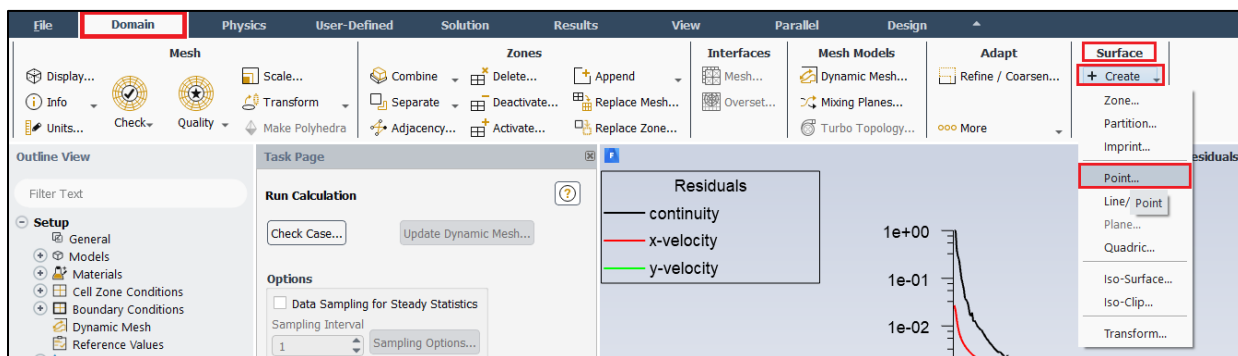 File Domain Physics User-Defined Solution Results View Parallel Design
Mesh Zones Interfaces Mesh Models Adapt Surface
Display... Scale... Combine Delete... Append Mesh... Dynamic Mesh... Refine / Coarsen... + Create
Info Transform Separate Deactivate... Replace Mesh... Overset... Mixing Planes... Zone...
Units... Check Quality Make Polyhedra Adjacency... Activate... Replace Zone... Turbo Topology... More Partition...
Imprint...
Outline View Task Page esiduals
Filter Text Run Calculation ? Residuals Point...
Setup continuity Line/ Point
General Check Case... Update Dynamic Mesh... x-velocity 1e+00 Plane...
Models y-velocity Quadric...
Materials Options 1e-01 Iso-Surface...
Cell Zone Conditions Data Sampling for Steady Statistics Iso-Clip...
Boundary Conditions Sampling Interval 1e-02 Transform...
Dynamic Mesh 1 Sampling Options...
Reference Values